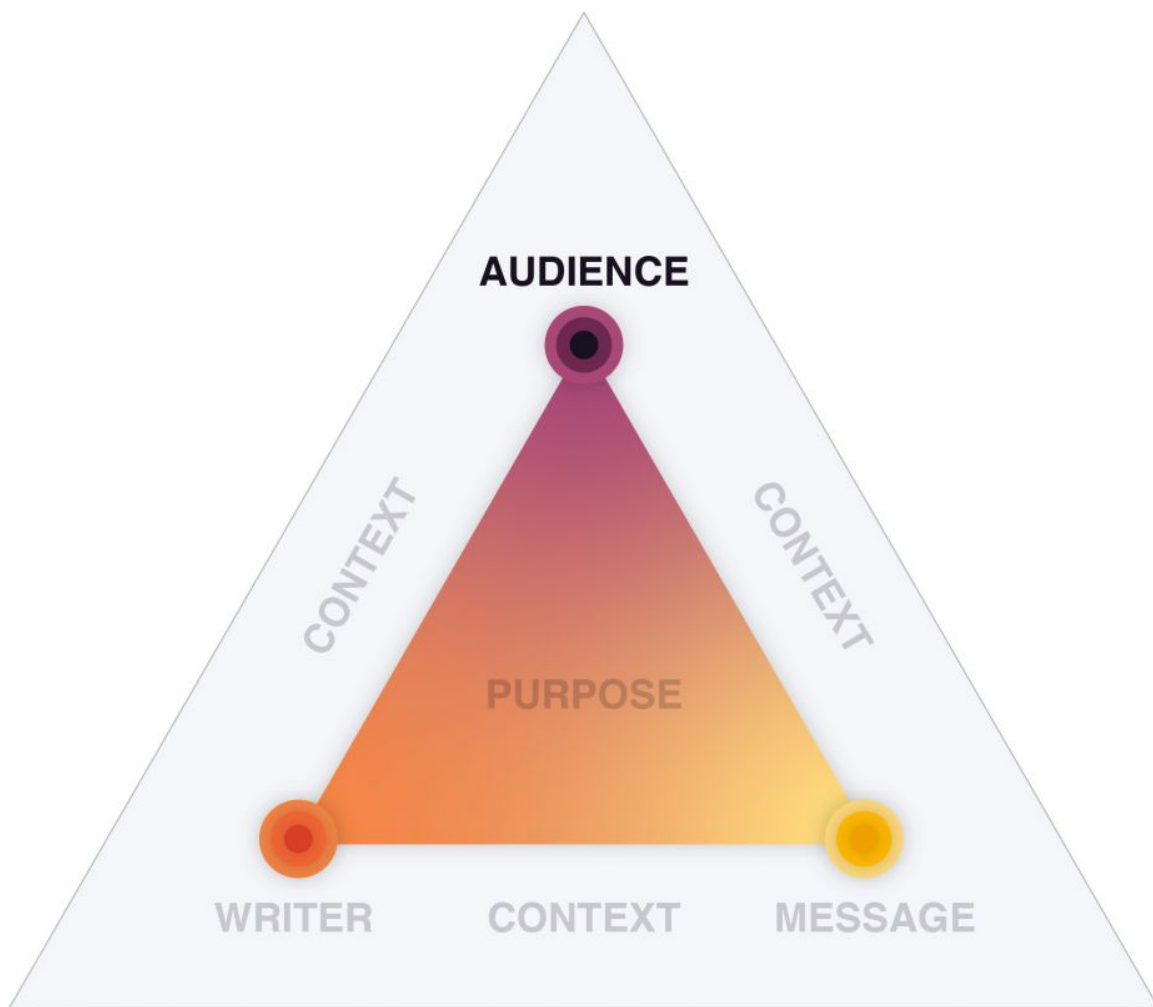 AUDIENCE
CONTEXT
CONTEXT
PURPOSE
WRITER
CONTEXT
MESSAGE